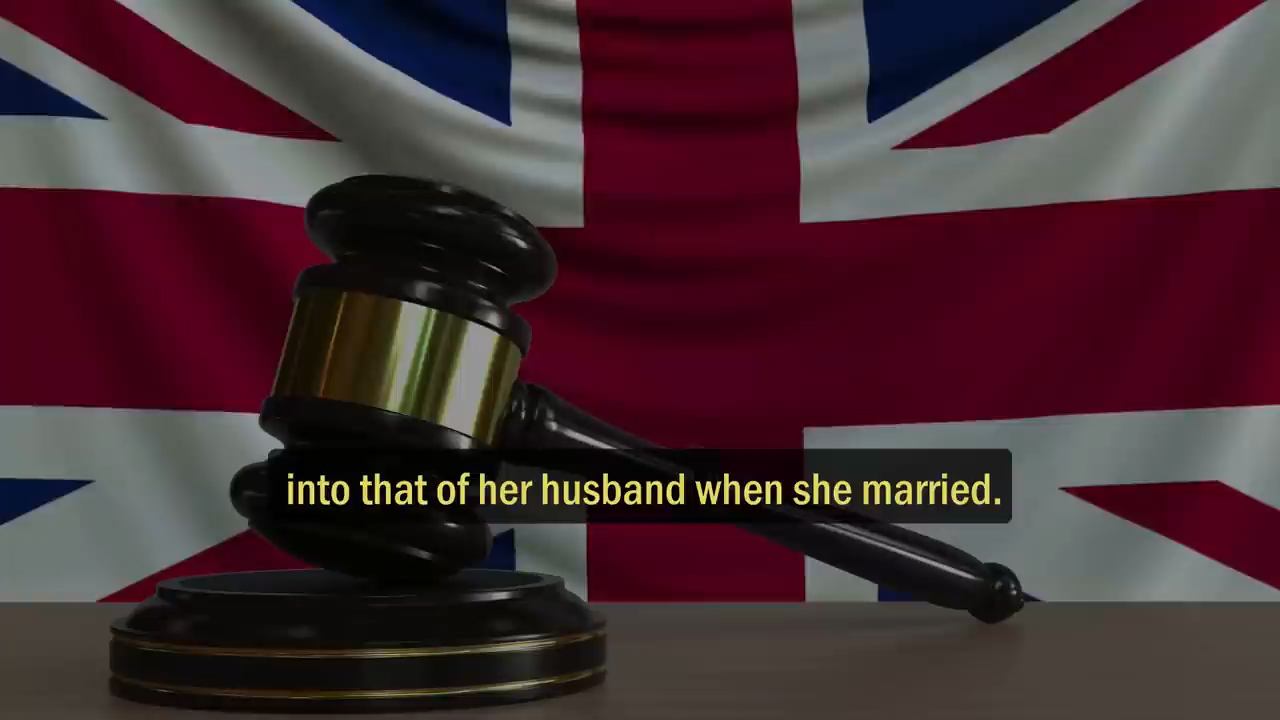 into that of her husband when she married.